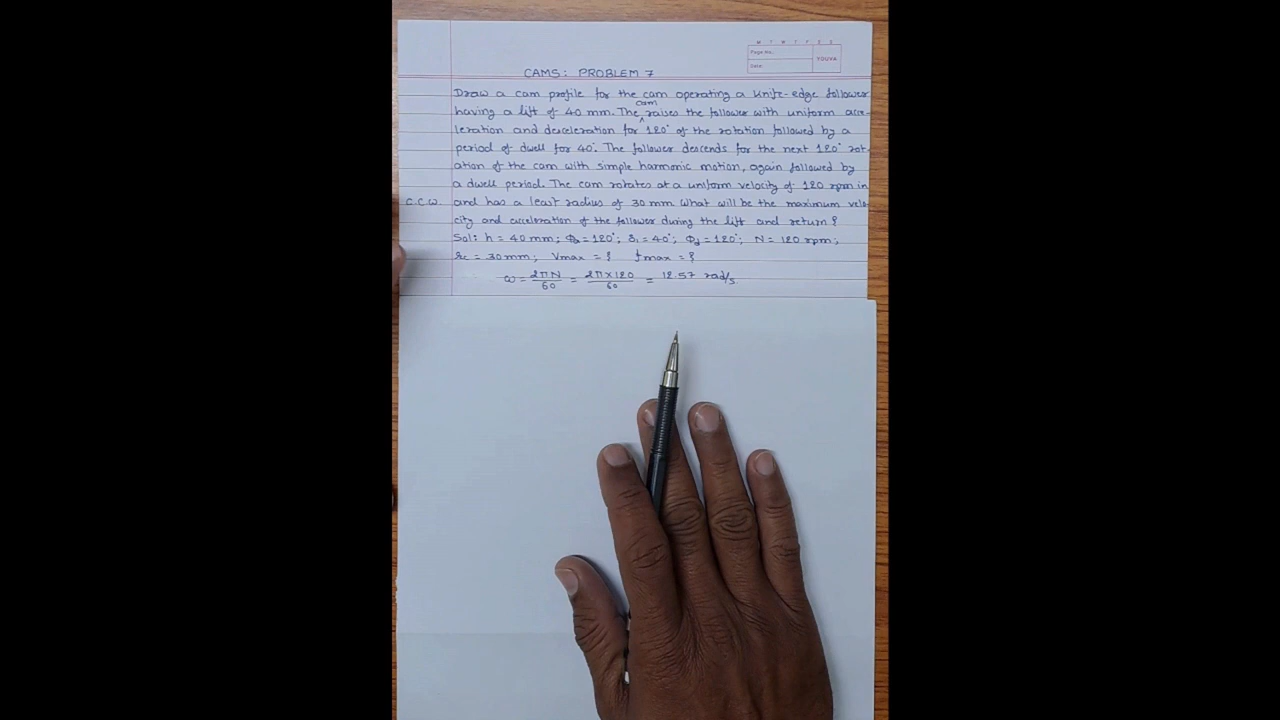 M T W T F S S
Page No.:
Date:
YOUVA
CAMS: PROBLEM 7
Draw a cam profile for the cam operating a Knife-edge follower
having a lift of 40 mm. The cam raises the follower with uniform acce-
leration and desceleration for 120° of the rotation followed by a
period of dwell for 40°. The follower descends for the next 120° rot-
ation of the cam with simple harmonic motion, again followed by
a dwell period. The cam rotates at a uniform velocity of 120 rpm in
C.C.W. and has a least radius of 30 mm. What will be the maximum velo-
city and acceleration of the follower during the lift and return?
Sol: h = 40 mm; Φa = 120°; δ1 = 40°; Φd = 120°; N = 120 rpm;
rc = 30 mm; Vmax = ? fmax = ?
ω = 2πN/60 = 2π×120/60 = 12.57 rad/s